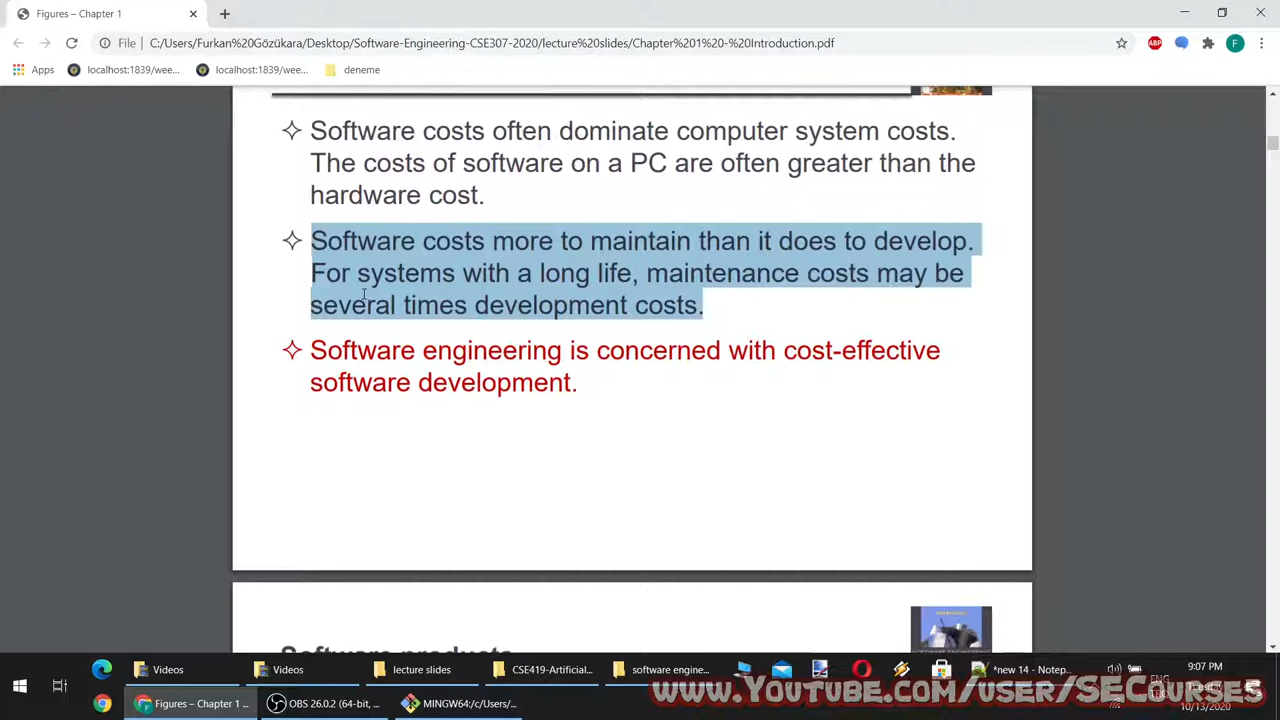 Figures – Chapter 1
File C:/Users/Furkan%20Gözükara/Desktop/Software-Engineering-CSE307-2020/lecture%20slides/Chapter%201%20-%20Introduction.pdf
ABP
F
Apps localhost:1839/wee... localhost:1839/wee... deneme
Software costs often dominate computer system costs.
The costs of software on a PC are often greater than the
hardware cost.
Software costs more to maintain than it does to develop.
For systems with a long life, maintenance costs may be
several times development costs.
Software engineering is concerned with cost-effective
software development.
Software products
Videos Videos lecture slides CSE419-Artificial... software engine... *new 14 - Notep...
9:07 PM
ENG
Figures – Chapter 1 ... OBS 26.0.2 (64-bit, ... MINGW64:/c/Users/...
10/13/2020
www.Youtube.com/user/SECourses